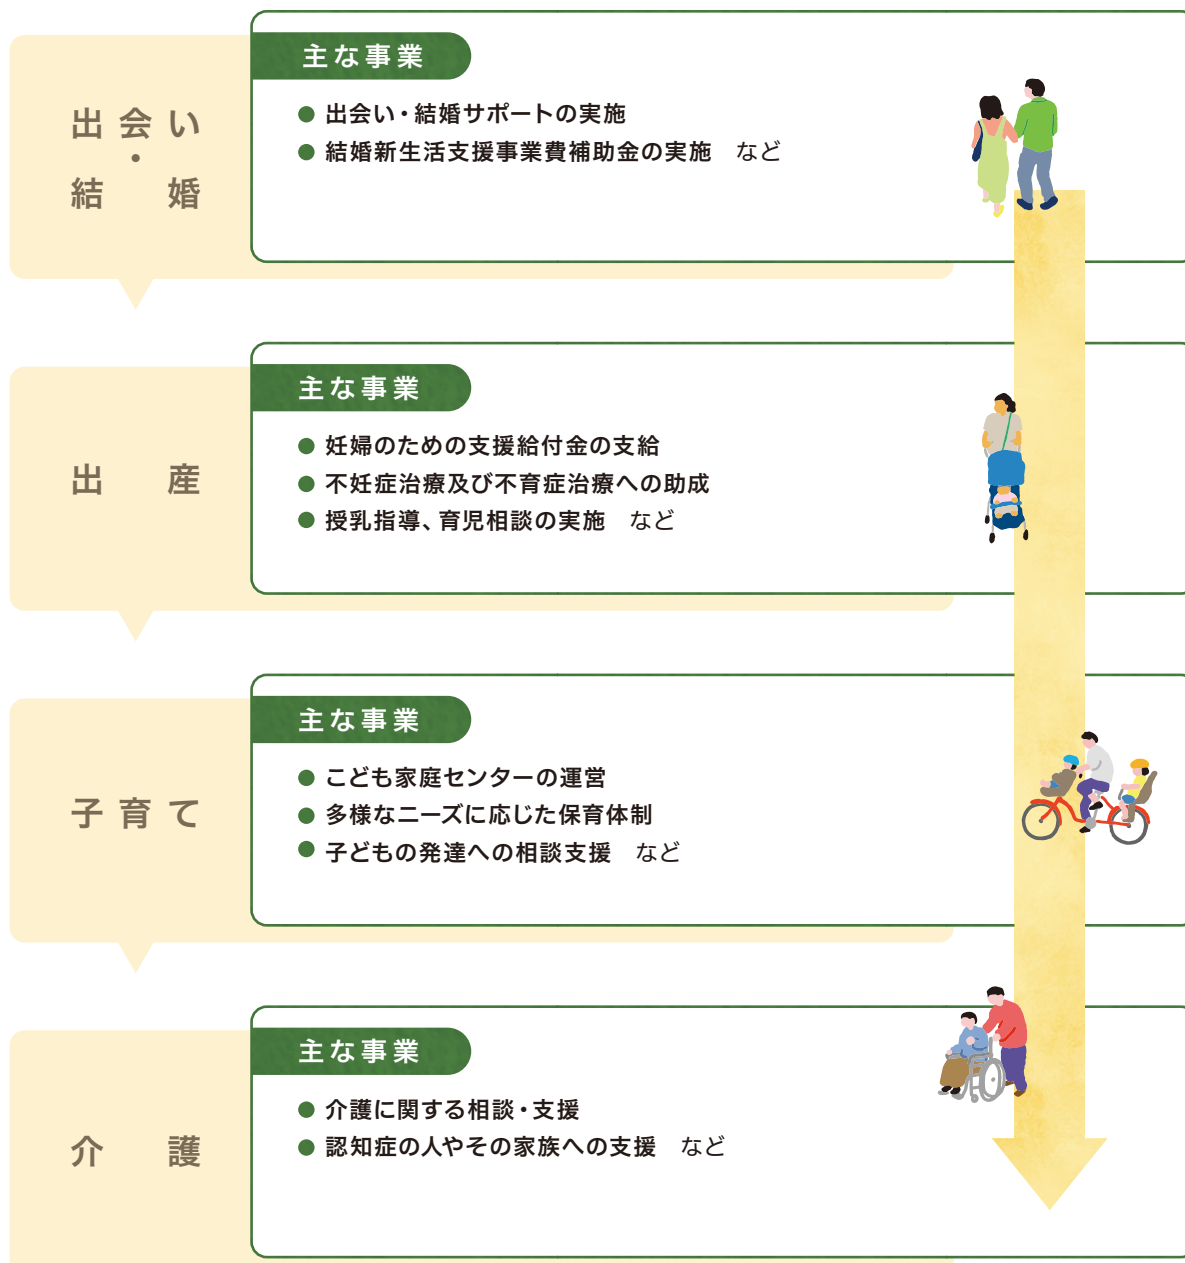 出会い
・
結婚
主な事業
● 出会い・結婚サポートの実施
● 結婚新生活支援事業費補助金の実施　など
出産
主な事業
● 妊婦のための支援給付金の支給
● 不妊症治療及び不育症治療への助成
● 授乳指導、育児相談の実施　など
子育て
主な事業
● こども家庭センターの運営
● 多様なニーズに応じた保育体制
● 子どもの発達への相談支援　など
介護
主な事業
● 介護に関する相談・支援
● 認知症の人やその家族への支援　など